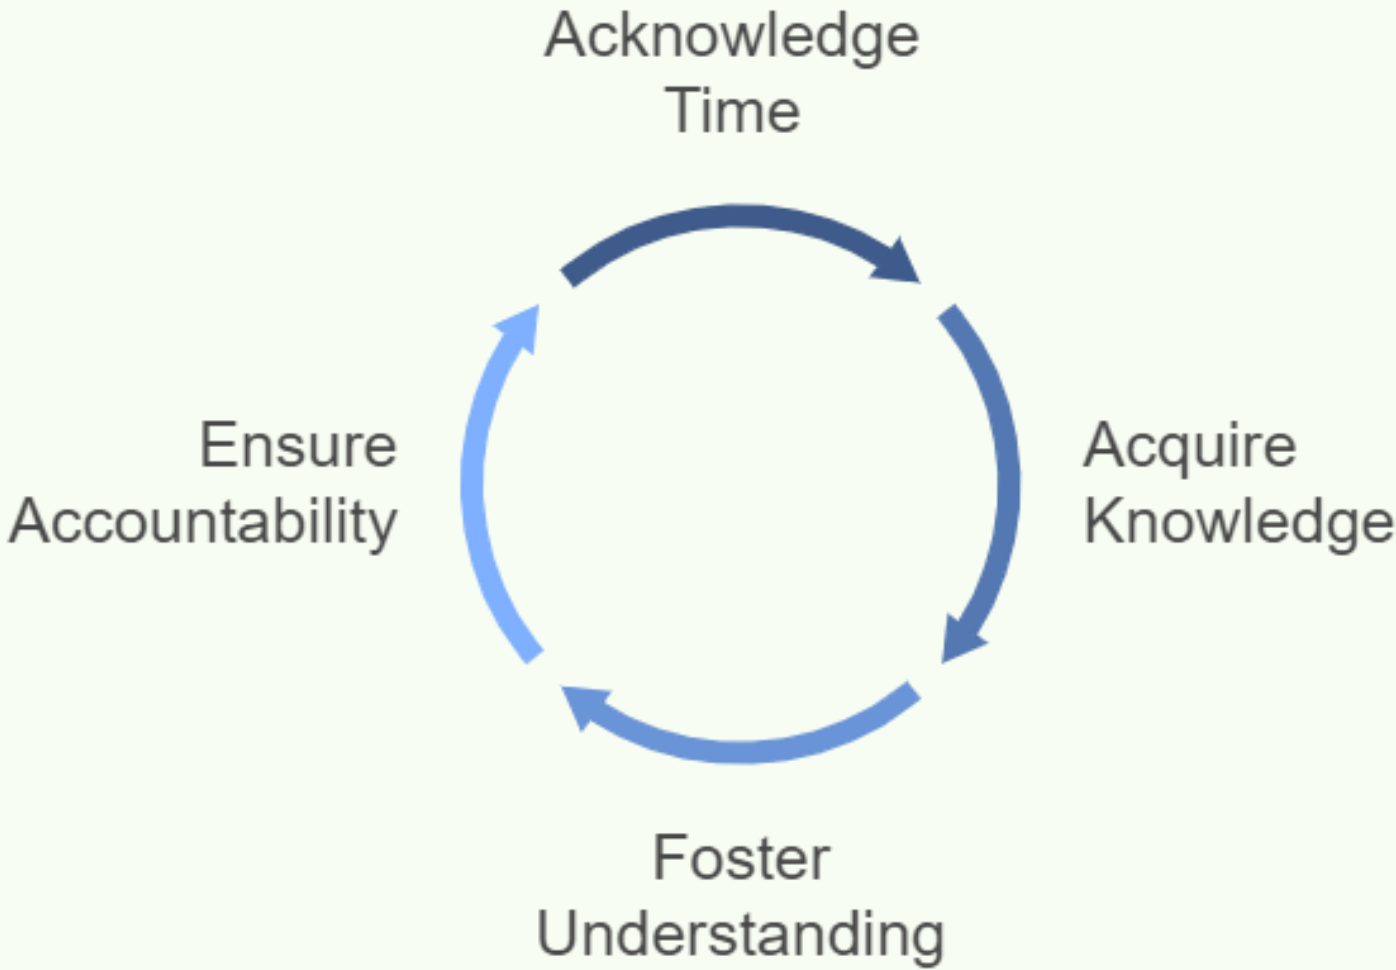 Acknowledge
Time
Acquire
Knowledge
Foster
Understanding
Ensure
Accountability